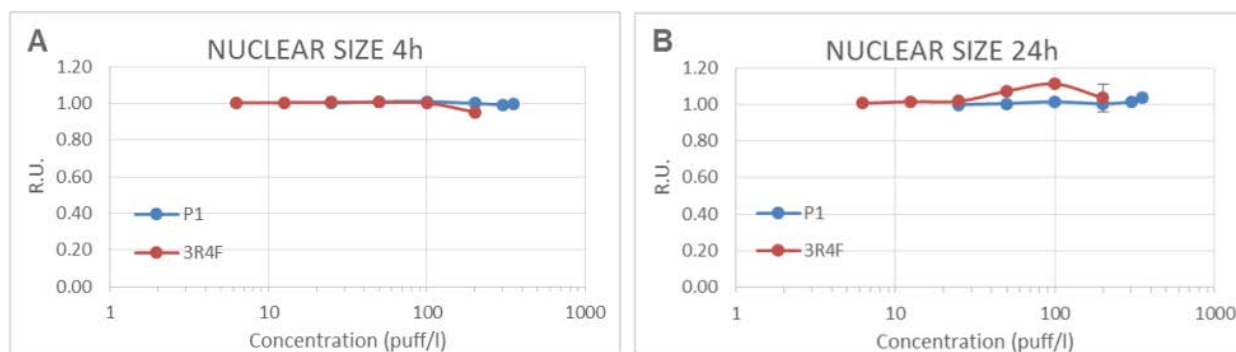 A
NUCLEAR SIZE 4h
1.20
1.00
0.80
0.60
0.40
0.20
0.00
R.U.
P1
3R4F
1 10 100 1000
Concentration (puff/l)
B
NUCLEAR SIZE 24h
1.20
1.00
0.80
0.60
0.40
0.20
0.00
R.U.
P1
3R4F
1 10 100 1000
Concentration (puff/l)